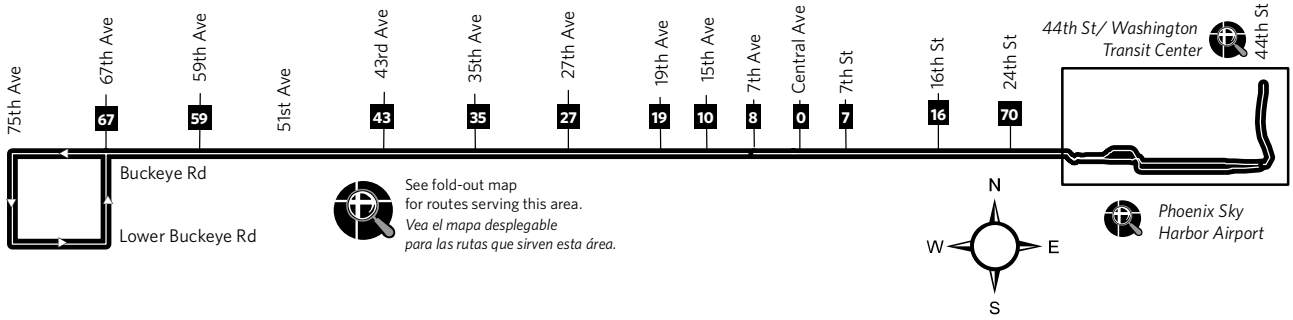 75th Ave
67th Ave
59th Ave
51st Ave
43rd Ave
35th Ave
27th Ave
19th Ave
15th Ave
7th Ave
Central Ave
7th St
16th St
24th St
44th St/ Washington
Transit Center
44th St
67
59
43
35
27
19
10
8
0
7
16
70
Buckeye Rd
Lower Buckeye Rd
See fold-out map
for routes serving this area.
Vea el mapa desplegable
para las rutas que sirven esta área.
N
W
E
S
Phoenix Sky
Harbor Airport